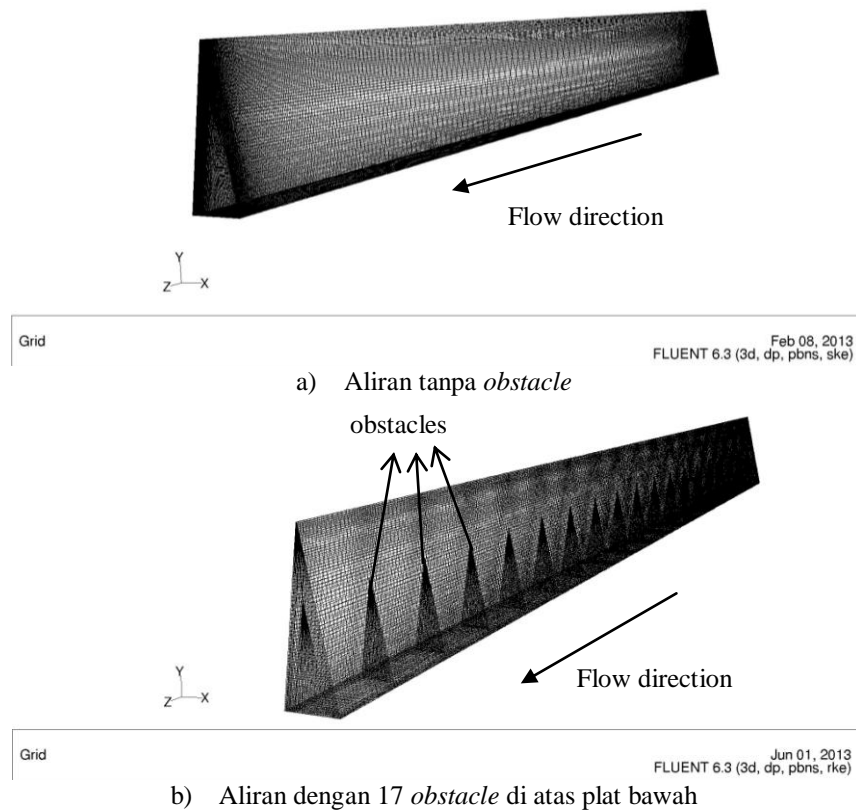 Flow direction
Y
Z X
Grid
Feb 08, 2013
FLUENT 6.3 (3d, dp, pbns, ske)
a) Aliran tanpa obstacle
obstacles
Flow direction
Y
Z X
Grid
Jun 01, 2013
FLUENT 6.3 (3d, dp, pbns, rke)
b) Aliran dengan 17 obstacle di atas plat bawah